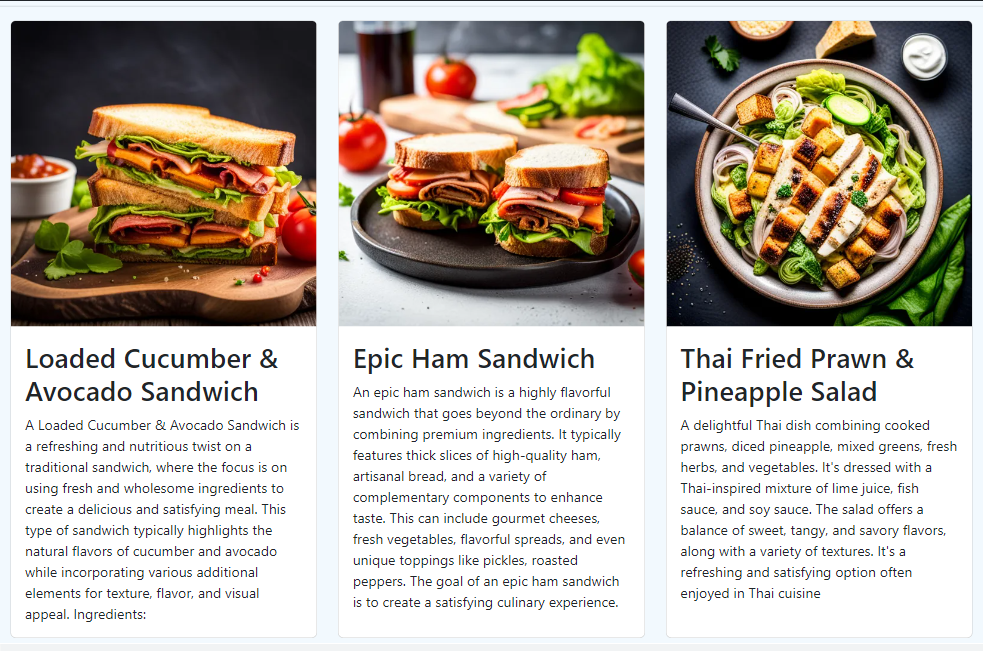 Loaded Cucumber &
Avocado Sandwich
A Loaded Cucumber & Avocado Sandwich is
a refreshing and nutritious twist on a
traditional sandwich, where the focus is on
using fresh and wholesome ingredients to
create a delicious and satisfying meal. This
type of sandwich typically highlights the
natural flavors of cucumber and avocado
while incorporating various additional
elements for texture, flavor, and visual
appeal. Ingredients:
Epic Ham Sandwich
An epic ham sandwich is a highly flavorful
sandwich that goes beyond the ordinary by
combining premium ingredients. It typically
features thick slices of high-quality ham,
artisanal bread, and a variety of
complementary components to enhance
taste. This can include gourmet cheeses,
fresh vegetables, flavorful spreads, and even
unique toppings like pickles, roasted
peppers. The goal of an epic ham sandwich
is to create a satisfying culinary experience.
Thai Fried Prawn &
Pineapple Salad
A delightful Thai dish combining cooked
prawns, diced pineapple, mixed greens, fresh
herbs, and vegetables. It's dressed with a
Thai-inspired mixture of lime juice, fish
sauce, and soy sauce. The salad offers a
balance of sweet, tangy, and savory flavors,
along with a variety of textures. It's a
refreshing and satisfying option often
enjoyed in Thai cuisine